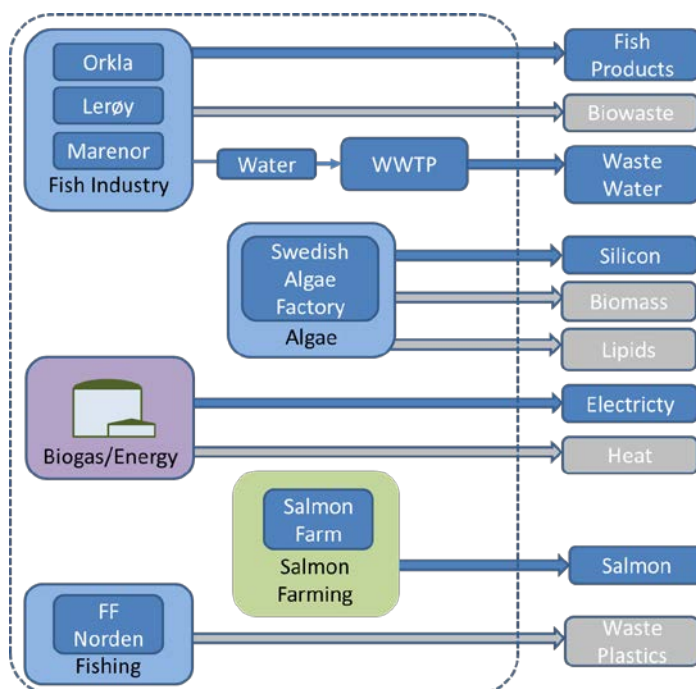 Orkla
Lerøy
Marenor
Fish Industry
Water
WWTP
Fish
Products
Biowaste
Waste
Water
Swedish
Algae
Factory
Algae
Silicon
Biomass
Lipids
Biogas/Energy
Electricty
Heat
Salmon
Farm
Salmon
Farming
Salmon
FF
Norden
Fishing
Waste
Plastics